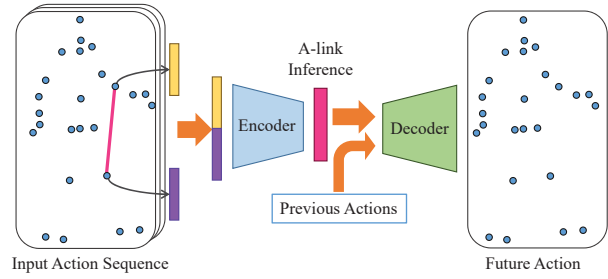 A-link
Inference
Encoder
Decoder
Previous Actions
Input Action Sequence
Future Action